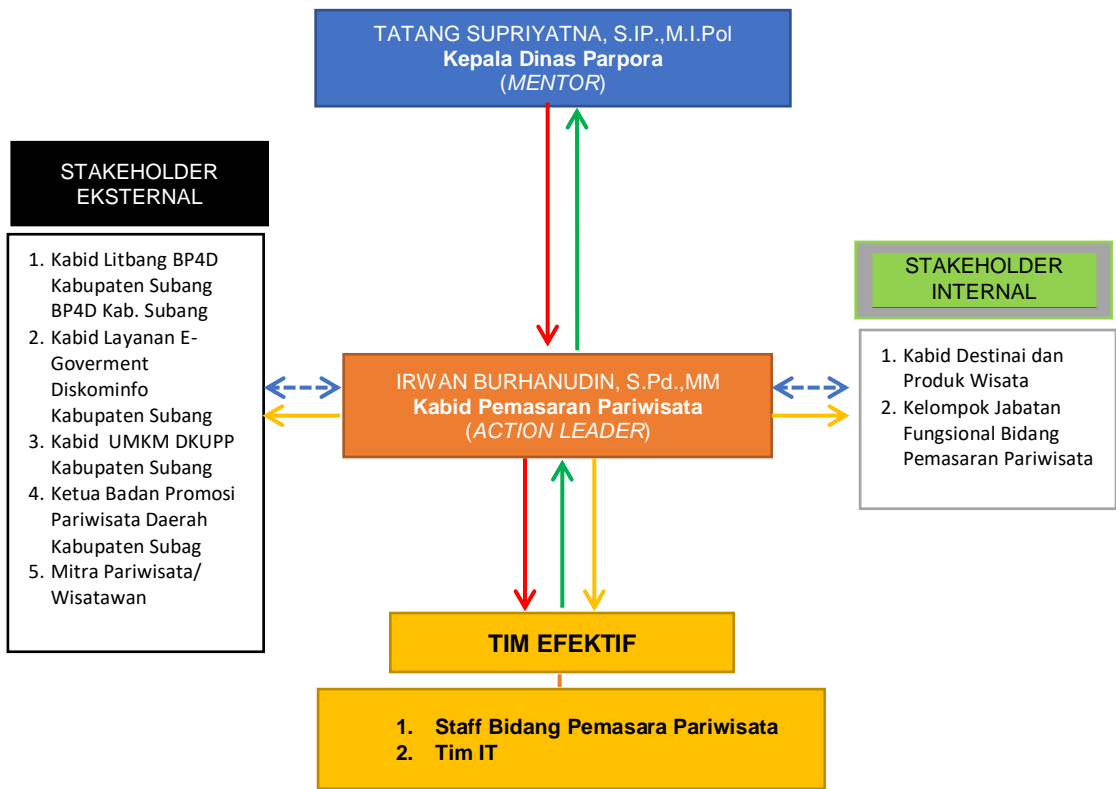 TATANG SUPRIYATNA, S.IP.,M.I.Pol
Kepala Dinas Parpora
(MENTOR)
STAKEHOLDER
EKSTERNAL
1. Kabid Litbang BP4D
Kabupaten Subang
BP4D Kab. Subang
2. Kabid Layanan E-
Goverment
Diskominfo
Kabupaten Subang
3. Kabid UMKM DKUPP
Kabupaten Subang
4. Ketua Badan Promosi
Pariwisata Daerah
Kabupaten Subag
5. Mitra Pariwisata/
Wisatawan
IRWAN BURHANUDIN, S.Pd.,MM
Kabid Pemasaran Pariwisata
(ACTION LEADER)
STAKEHOLDER
INTERNAL
1. Kabid Destinai dan
Produk Wisata
2. Kelompok Jabatan
Fungsional Bidang
Pemasaran Pariwisata
TIM EFEKTIF
1. Staff Bidang Pemasara Pariwisata
2. Tim IT